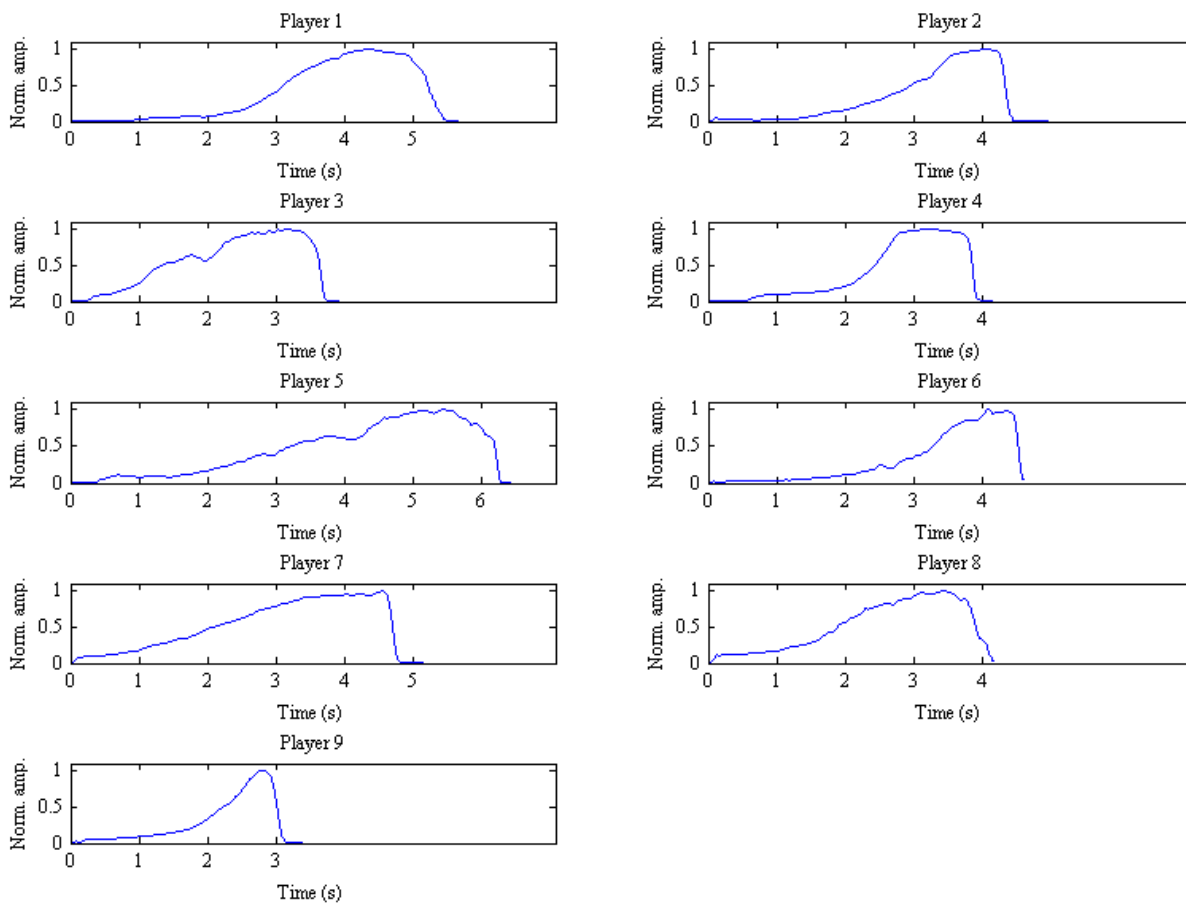 Player 1
Norm. amp.
1
0.5
0
0 1 2 3 4 5
Time (s)
Player 2
Norm. amp.
1
0.5
0
0 1 2 3 4
Time (s)
Player 3
Norm. amp.
1
0.5
0
0 1 2 3
Time (s)
Player 4
Norm. amp.
1
0.5
0
0 1 2 3 4
Time (s)
Player 5
Norm. amp.
1
0.5
0
0 1 2 3 4 5 6
Time (s)
Player 6
Norm. amp.
1
0.5
0
0 1 2 3 4
Time (s)
Player 7
Norm. amp.
1
0.5
0
0 1 2 3 4 5
Time (s)
Player 8
Norm. amp.
1
0.5
0
0 1 2 3 4
Time (s)
Player 9
Norm. amp.
1
0.5
0
0 1 2 3
Time (s)